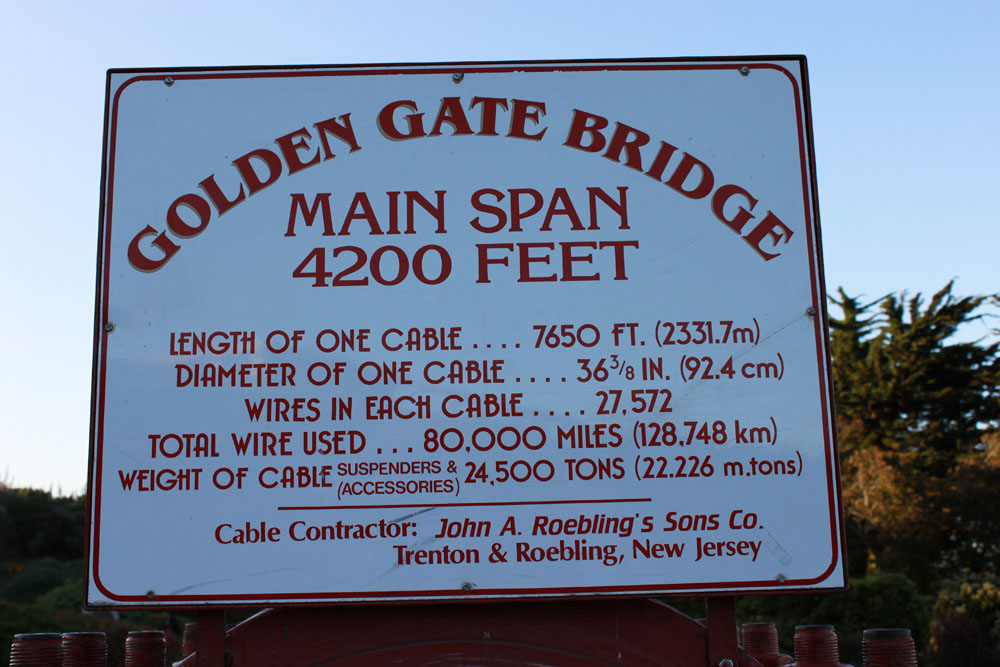 GOLDEN GATE BRIDGE
MAIN SPAN
4200 FEET
LENGTH OF ONE CABLE .... 7650 FT. (2331.7m)
DIAMETER OF ONE CABLE .... 36 3/8 IN. (92.4 cm)
WIRES IN EACH CABLE .... 27,572
TOTAL WIRE USED ... 80,000 MILES (128,748 km)
WEIGHT OF CABLE SUSPENDERS & (ACCESSORIES) 24,500 TONS (22.226 m.tons)
Cable Contractor: John A. Roebling's Sons Co.
Trenton & Roebling, New Jersey